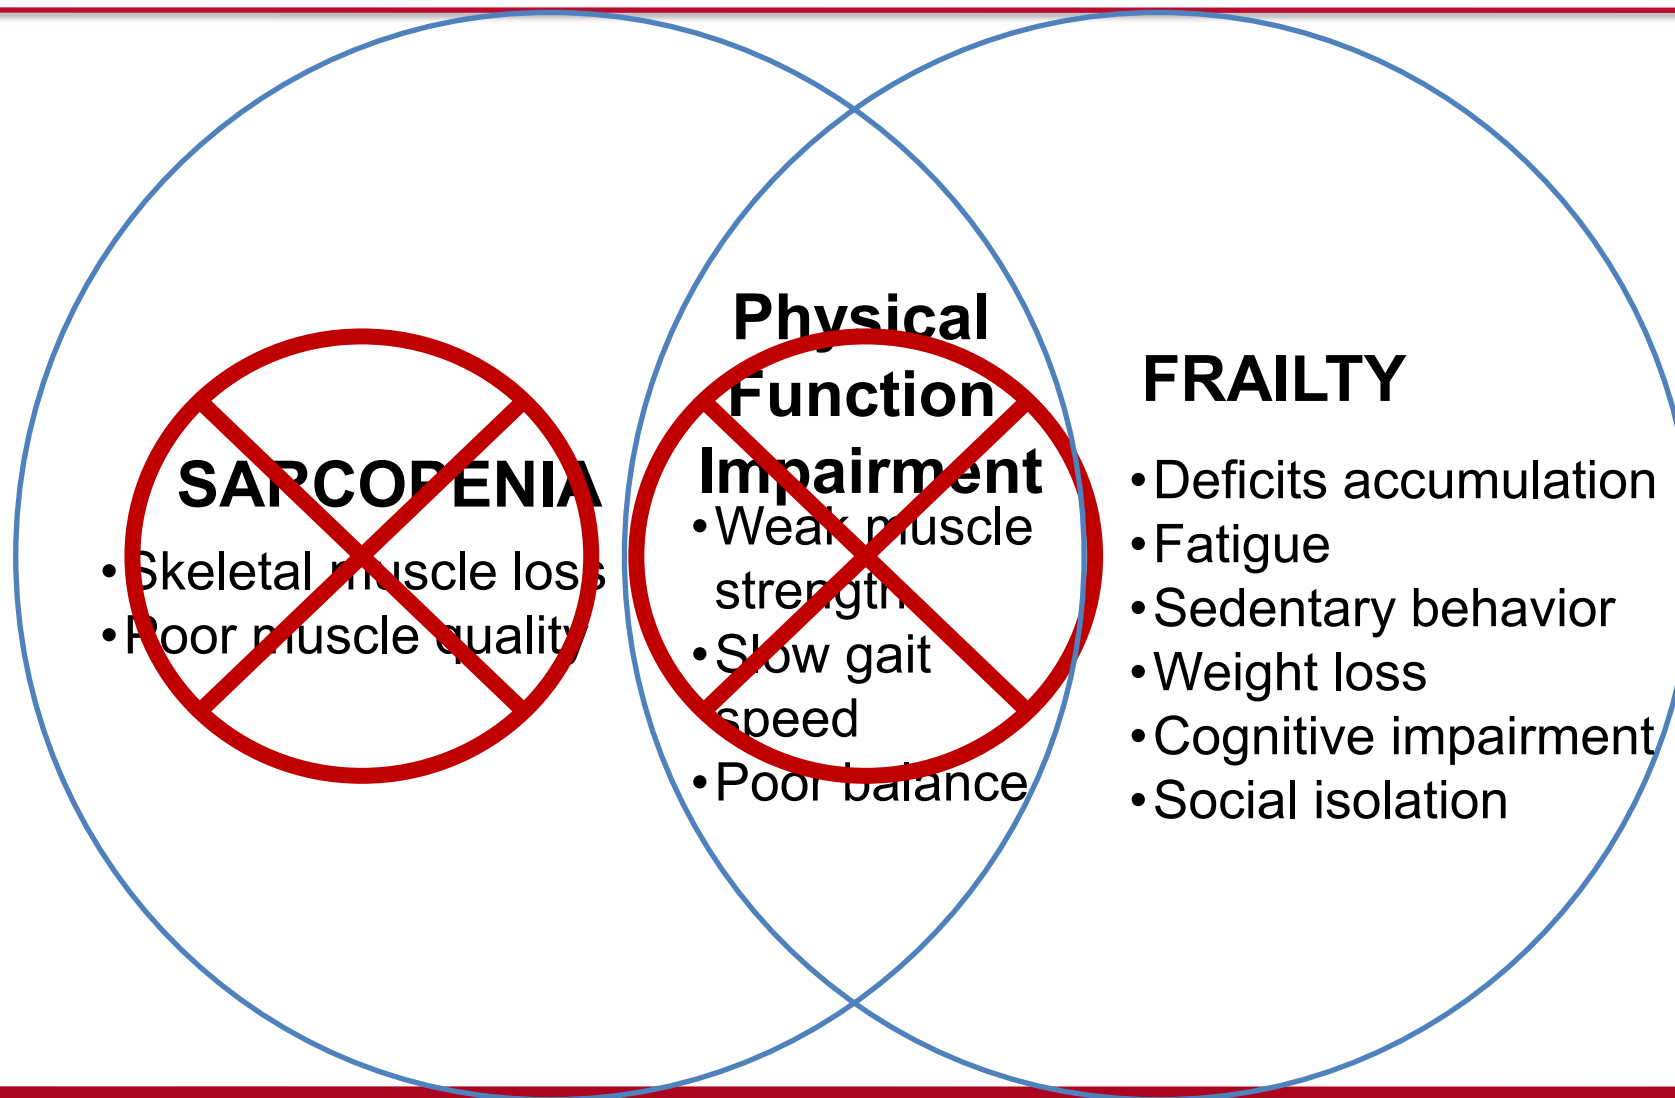 SARCOPENIA
•Skeletal muscle loss
•Poor muscle quality
Physical
Function
Impairment
•Weak muscle
strength
•Slow gait
speed
•Poor balance
FRAILTY
•Deficits accumulation
•Fatigue
•Sedentary behavior
•Weight loss
•Cognitive impairment
•Social isolation